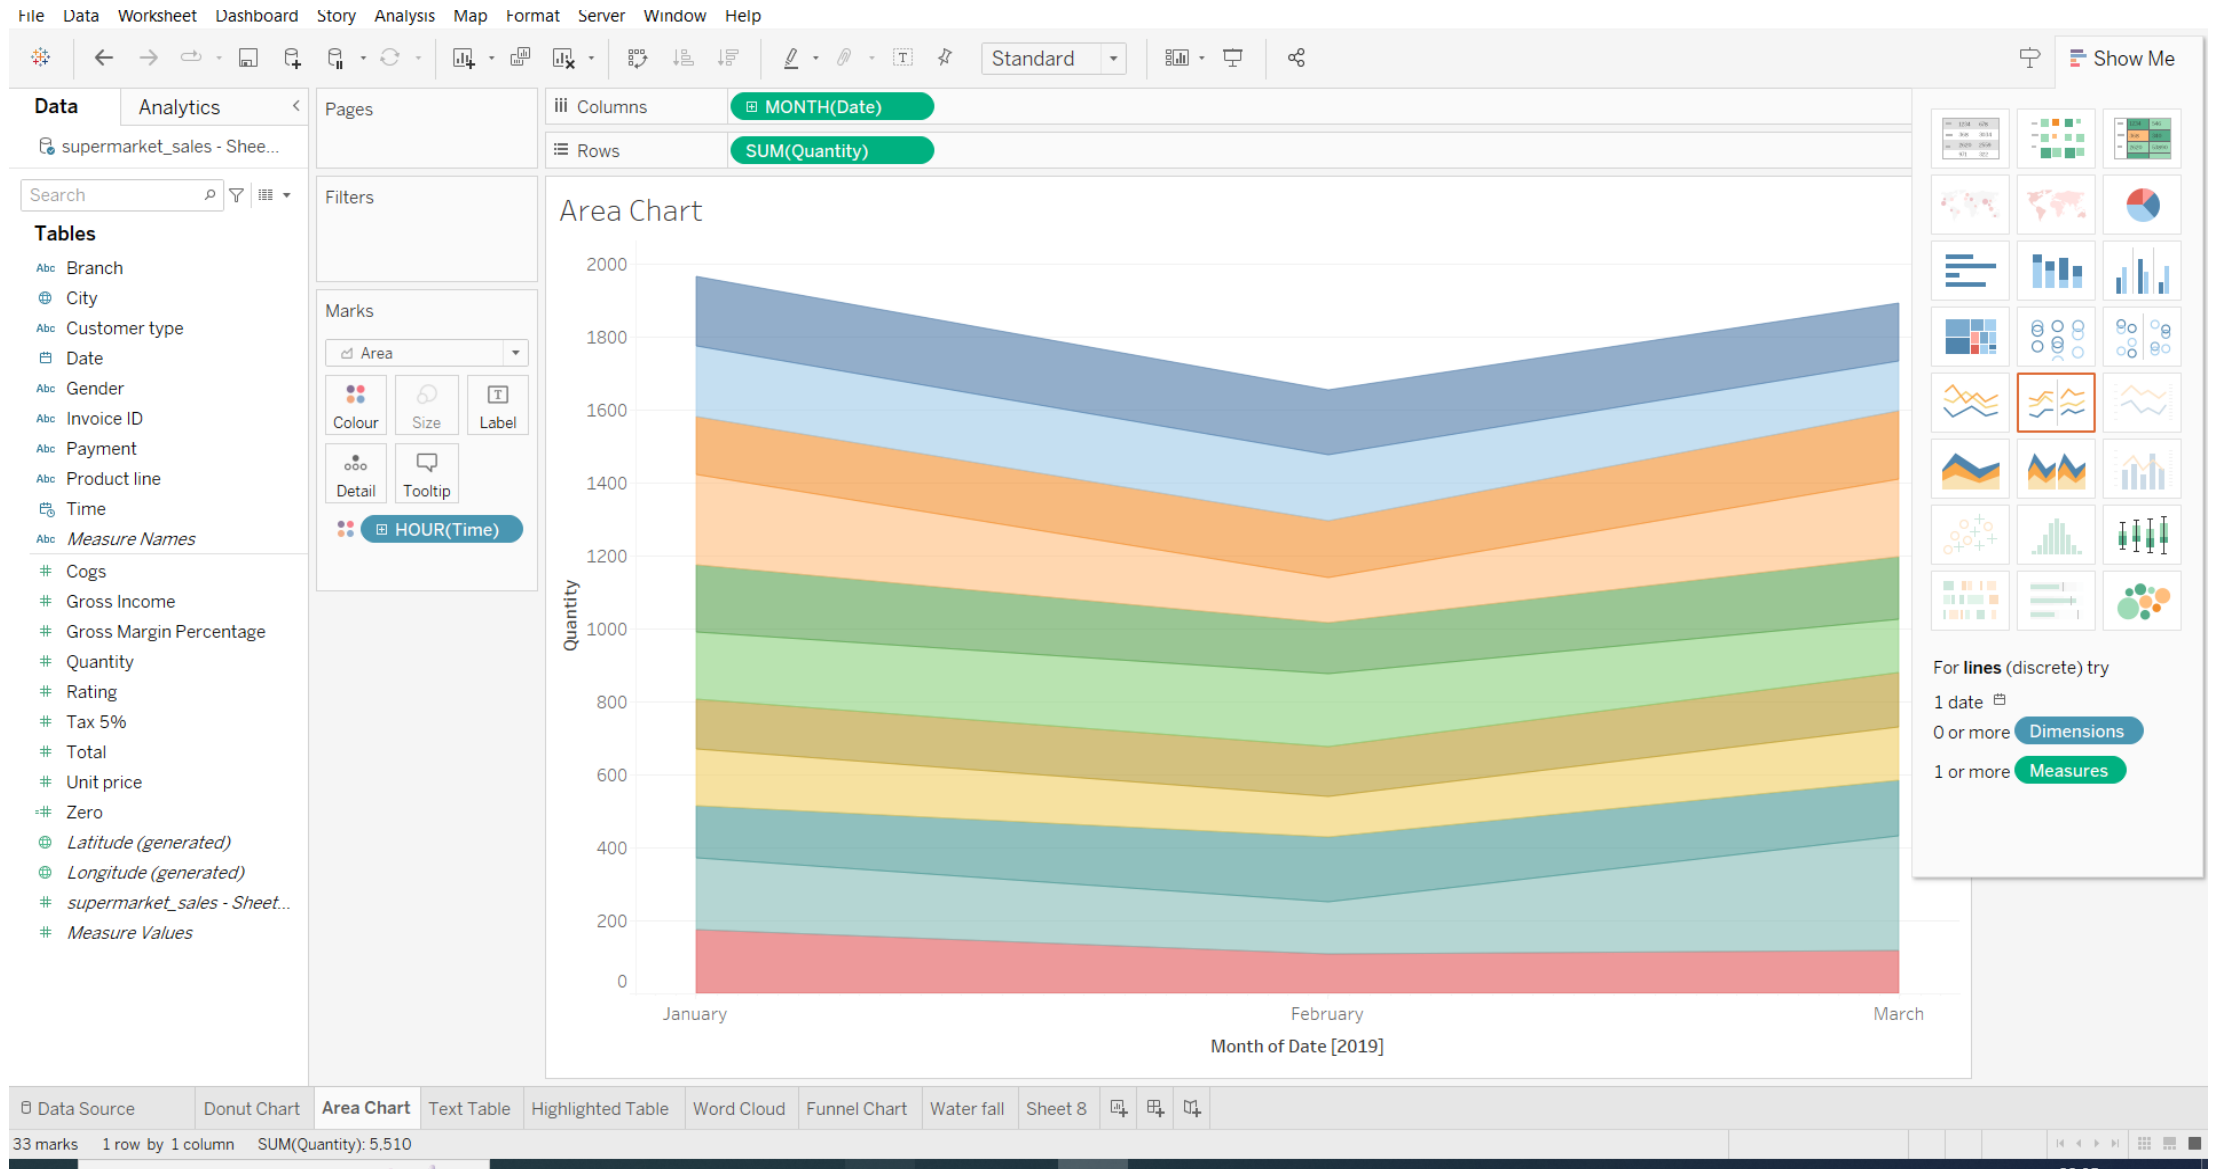 File Data Worksheet Dashboard Story Analysis Map Format Server Window Help
Standard
Show Me
Data Analytics
supermarket_sales - Shee...
Search
Tables
Abc Branch
City
Abc Customer type
Date
Abc Gender
Abc Invoice ID
Abc Payment
Abc Product line
Time
Abc Measure Names
# Cogs
# Gross Income
# Gross Margin Percentage
# Quantity
# Rating
# Tax 5%
# Total
# Unit price
=# Zero
Latitude (generated)
Longitude (generated)
# supermarket_sales - Sheet...
# Measure Values
Pages
Filters
Marks
Area
Colour Size Label
Detail Tooltip
HOUR(Time)
Columns MONTH(Date)
Rows SUM(Quantity)
Area Chart
2000
1800
1600
1400
1200
1000
800
600
400
200
0
Quantity
January February March
Month of Date [2019]
For lines (discrete) try
1 date
0 or more Dimensions
1 or more Measures
Data Source Donut Chart Area Chart Text Table Highlighted Table Word Cloud Funnel Chart Water fall Sheet 8
33 marks 1 row by 1 column SUM(Quantity): 5,510